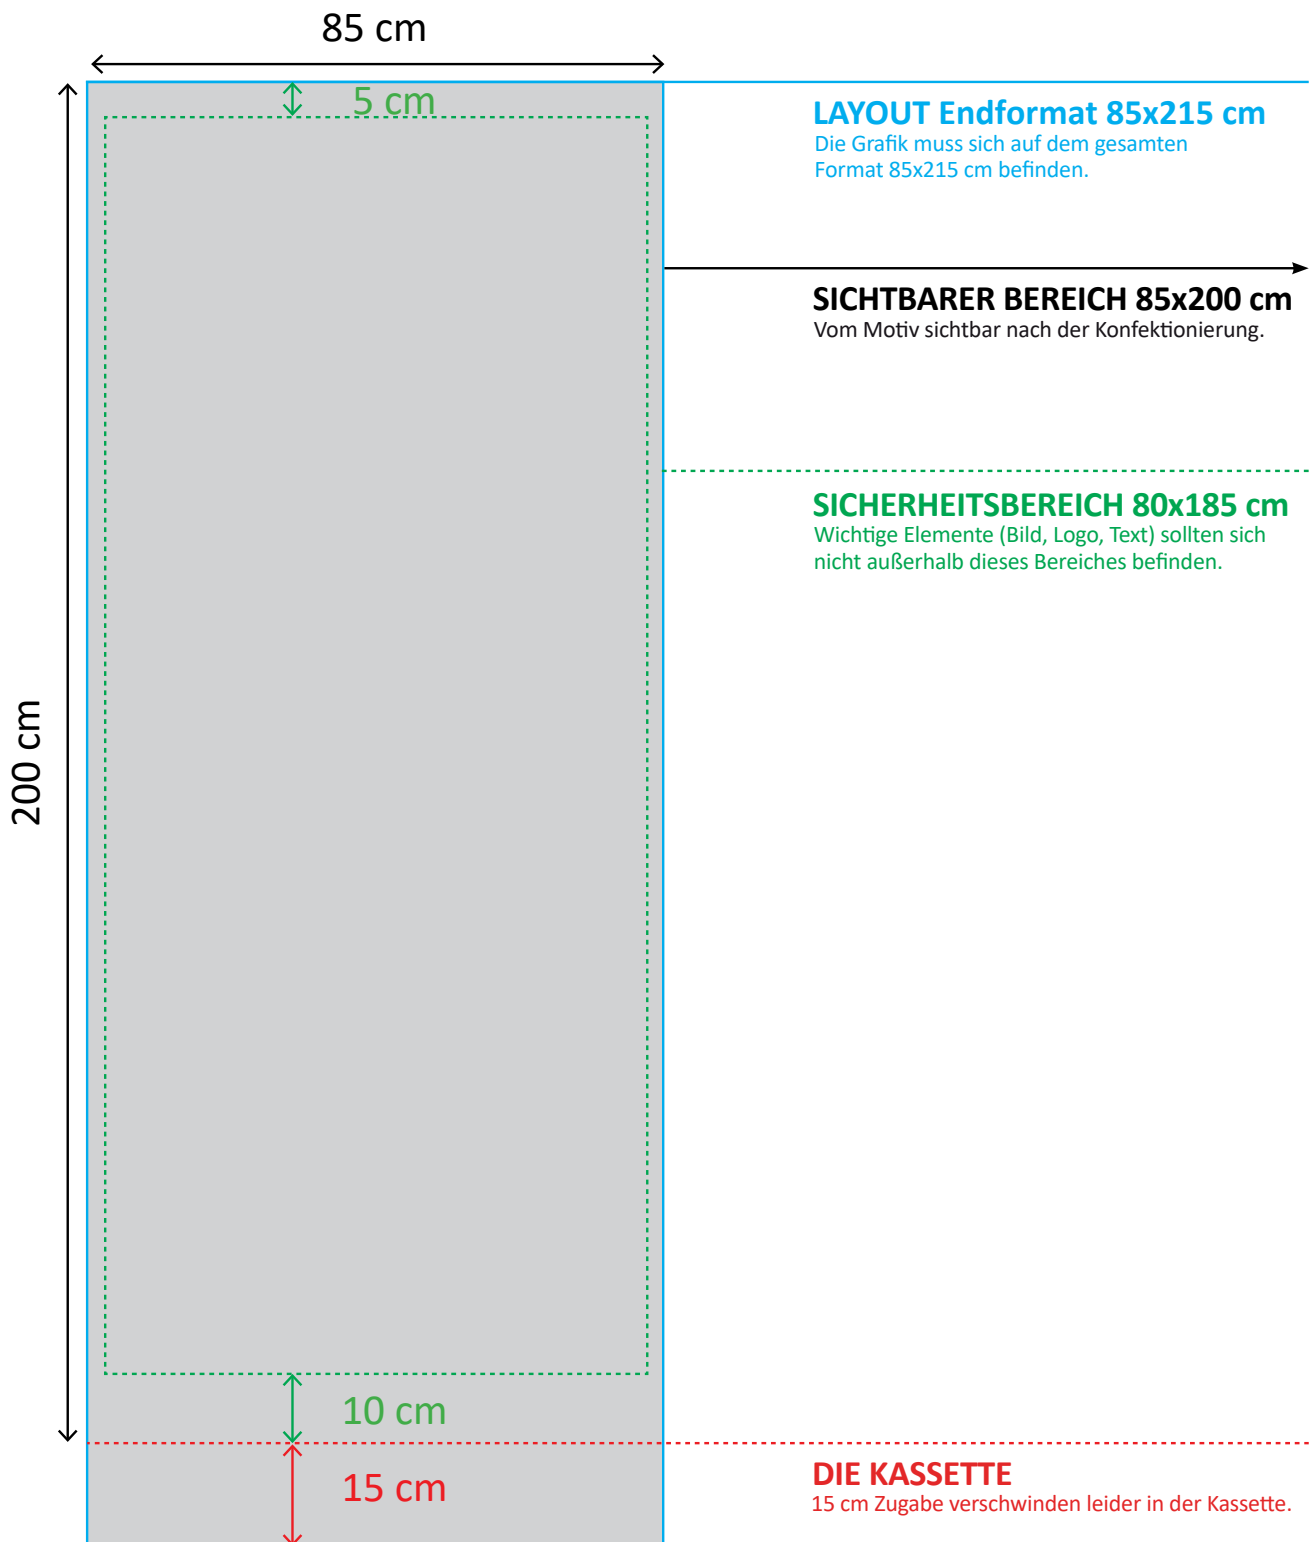 85 cm
5 cm
LAYOUT Endformat 85x215 cm
Die Grafik muss sich auf dem gesamten
Format 85x215 cm befinden.
SICHTBARER BEREICH 85x200 cm
Vom Motiv sichtbar nach der Konfektionierung.
SICHERHEITSBEREICH 80x185 cm
Wichtige Elemente (Bild, Logo, Text) sollten sich
nicht außerhalb dieses Bereiches befinden.
200 cm
10 cm
15 cm
DIE KASSETTE
15 cm Zugabe verschwinden leider in der Kassette.